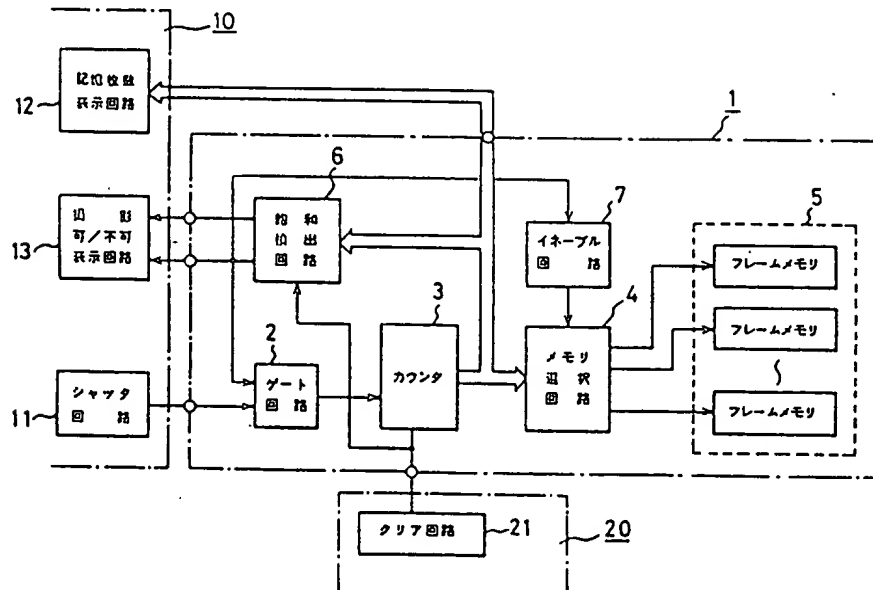 10
記憶枚数
表示回路
12
1
6
飽和
検出
回路
7
イネーブル
回路
5
フレームメモリ
フレームメモリ
フレームメモリ
撮影
可/不可
表示回路
13
3
カウンタ
4
メモリ
選択
回路
2
ゲート
回路
シャッタ
回路
11
クリア回路
21
20